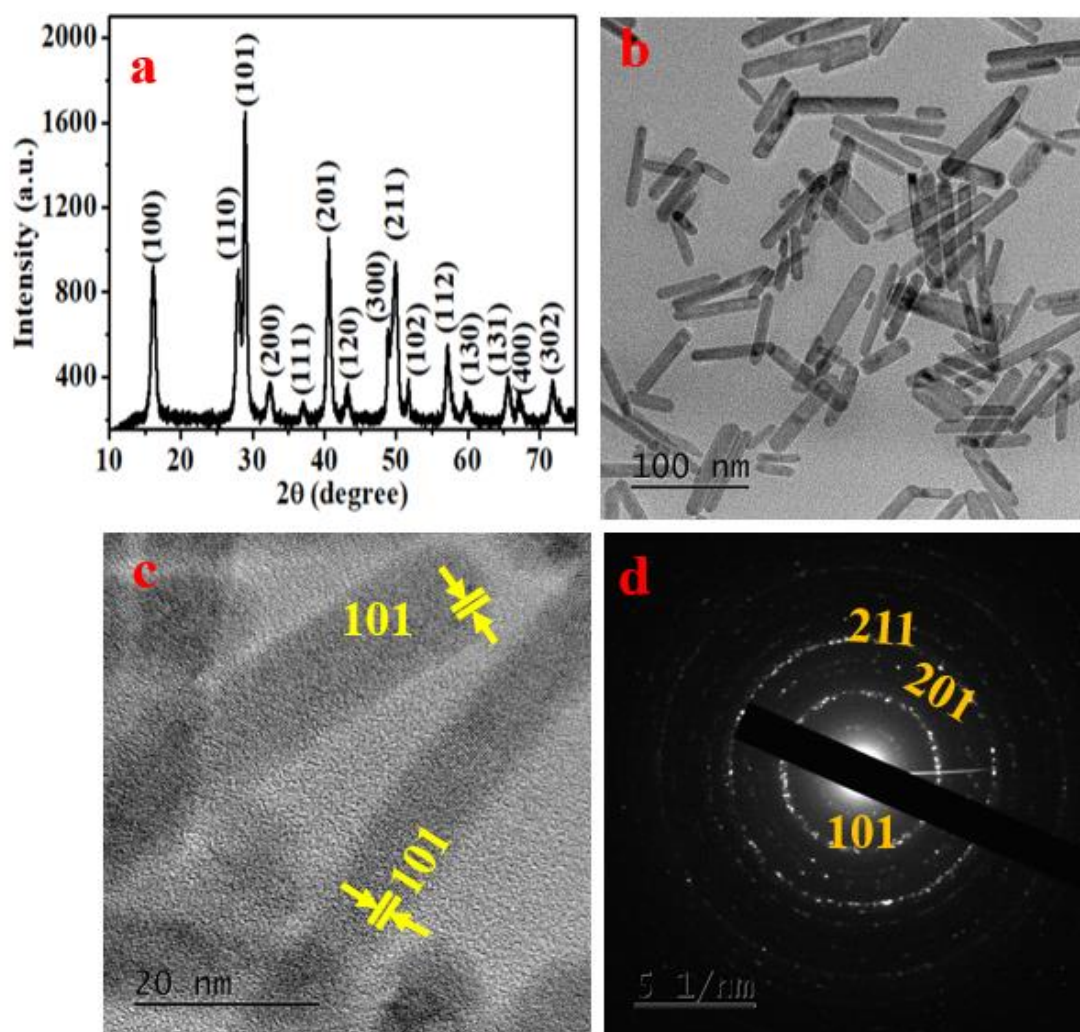 a
2000
1600
1200
800
400
Intensity (a.u.)
(100)
(110)
(101)
(200)
(111)
(201)
(120)
(300)
(211)
(102)
(112)
(130)
(131)
(400)
(302)
10 20 30 40 50 60 70
2θ (degree)
b
100 nm
c
101
101
20 nm
d
211
201
101
5 1/nm